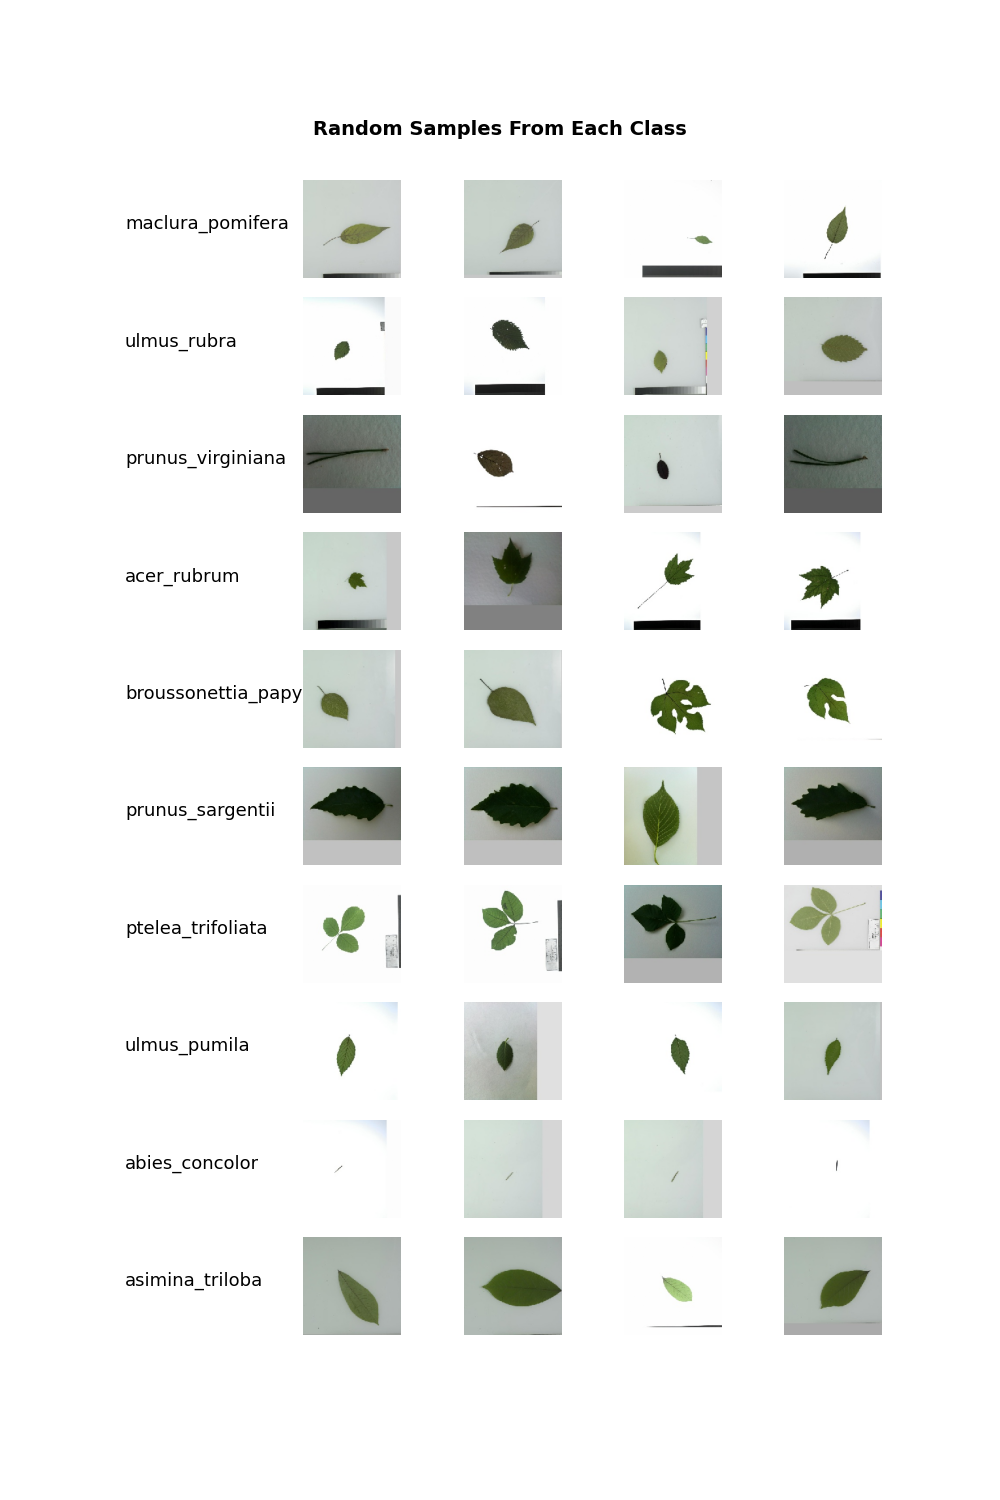 Random Samples From Each Class
maclura_pomifera
ulmus_rubra
prunus_virginiana
acer_rubrum
broussonettia_papy
prunus_sargentii
ptelea_trifoliata
ulmus_pumila
abies_concolor
asimina_triloba